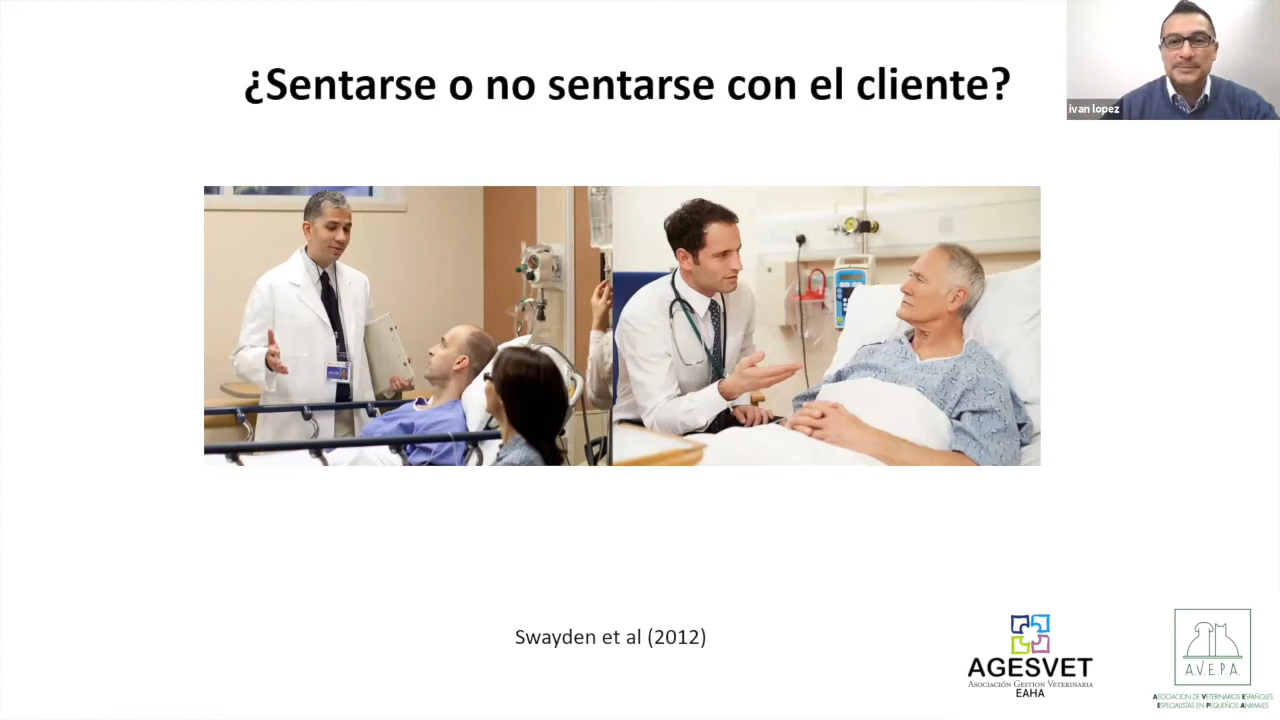 ¿Sentarse o no sentarse con el cliente?
ivan lopez
Swayden et al (2012)
AGESVET
ASOCIACIÓN GESTIÓN VETERINARIA
EAHA
A.V.E.P.A.
ASOCIACIÓN DE VETERINARIOS ESPAÑOLES
ESPECIALISTAS EN PEQUEÑOS ANIMALES